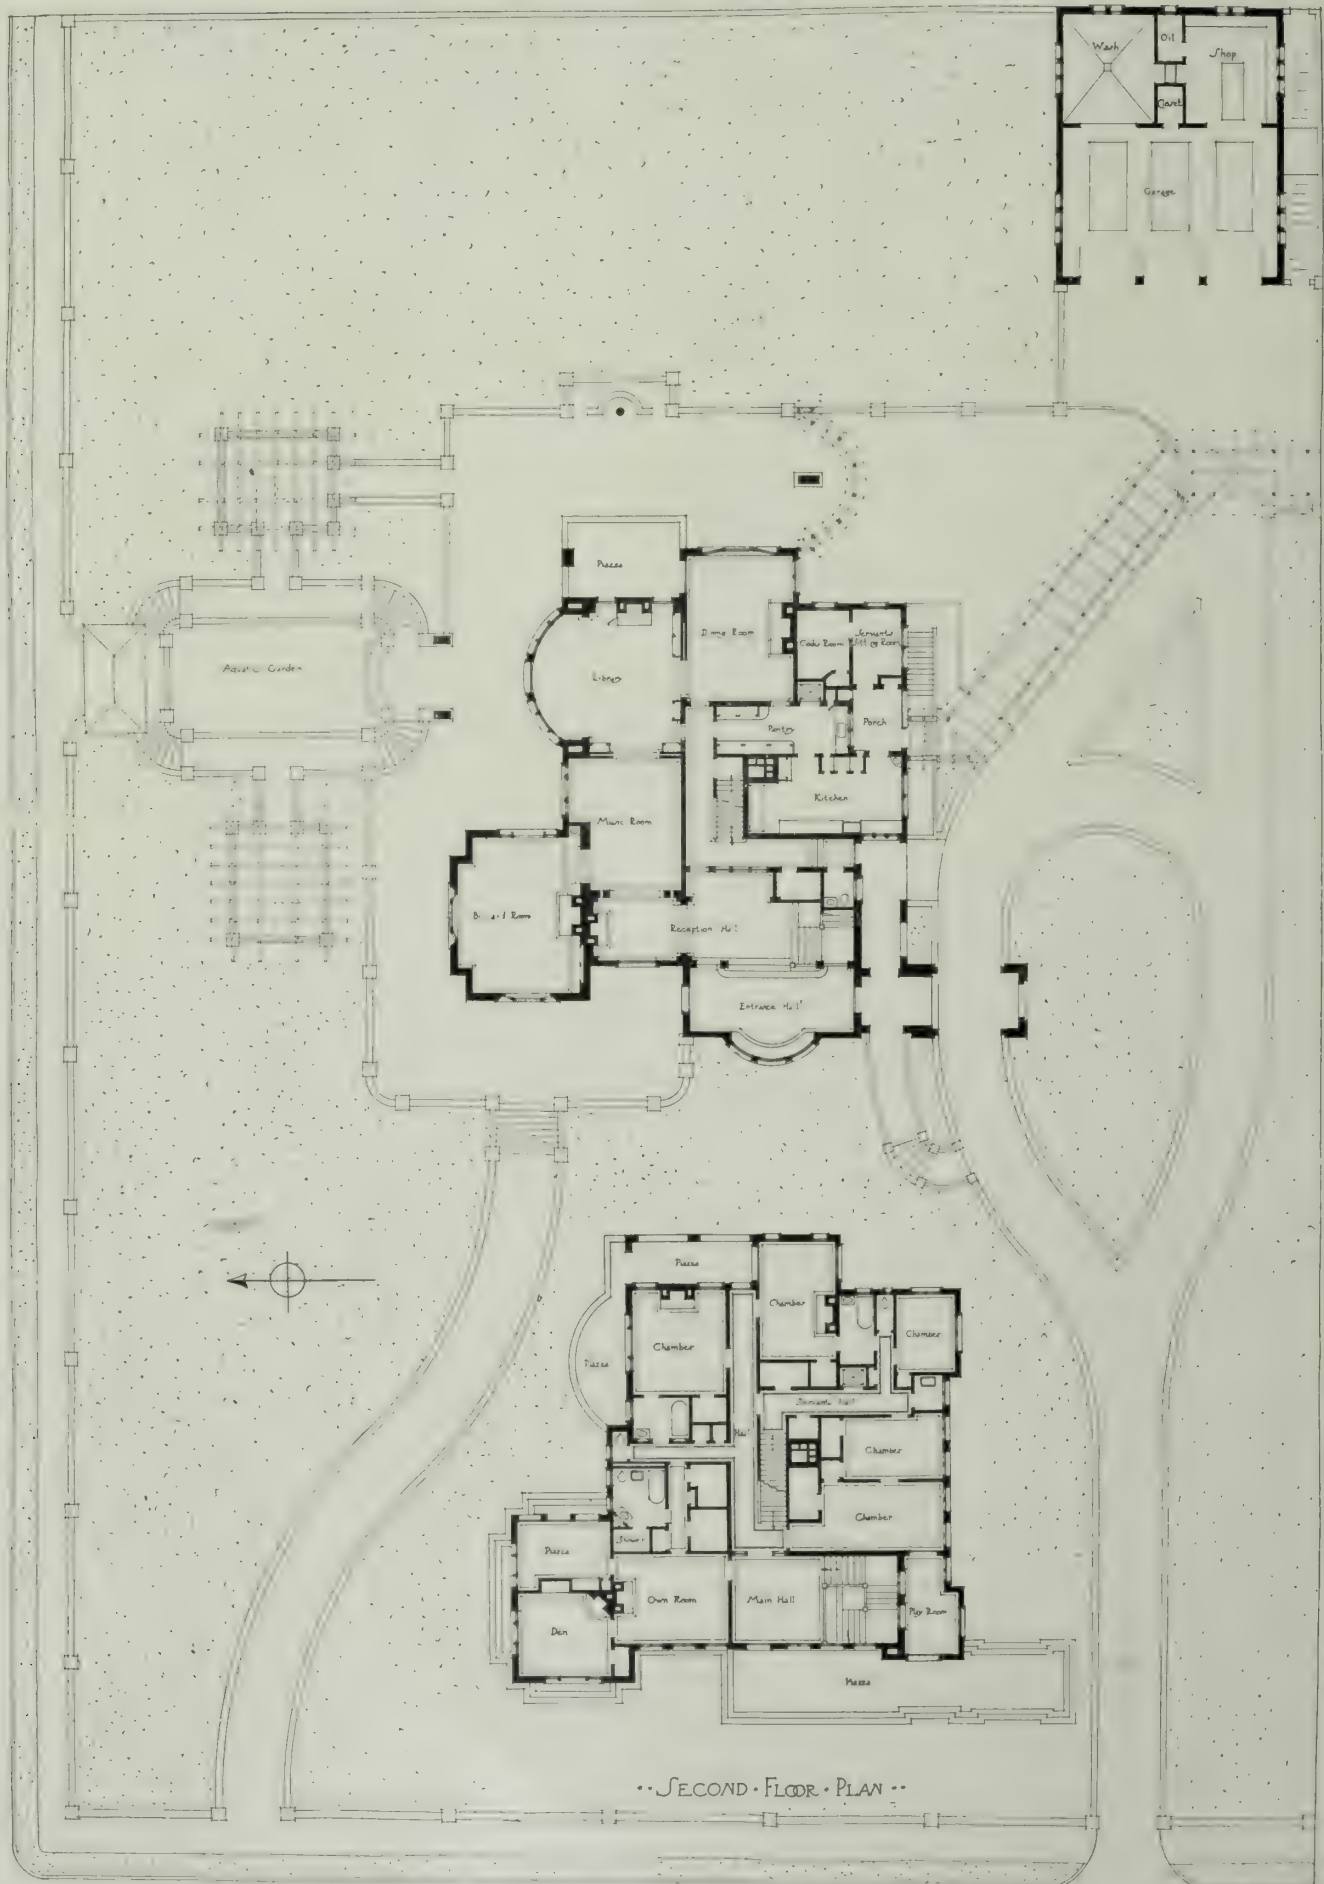 Wash
Oil
Shop
Closet
Garage
Piazza
Dining Room
Cooks Room
Servants
Sitting Room
Aquatic Garden
Library
Pantry
Porch
Kitchen
Music Room
Billiard Room
Reception Hall
Entrance Hall
Piazza
Chamber
Chamber
Chamber
Piazza
Servants Hall
Hall
Chamber
Chamber
Shower
Piazza
Own Room
Main Hall
Play Room
Den
Piazza
·· SECOND · FLOOR · PLAN ··